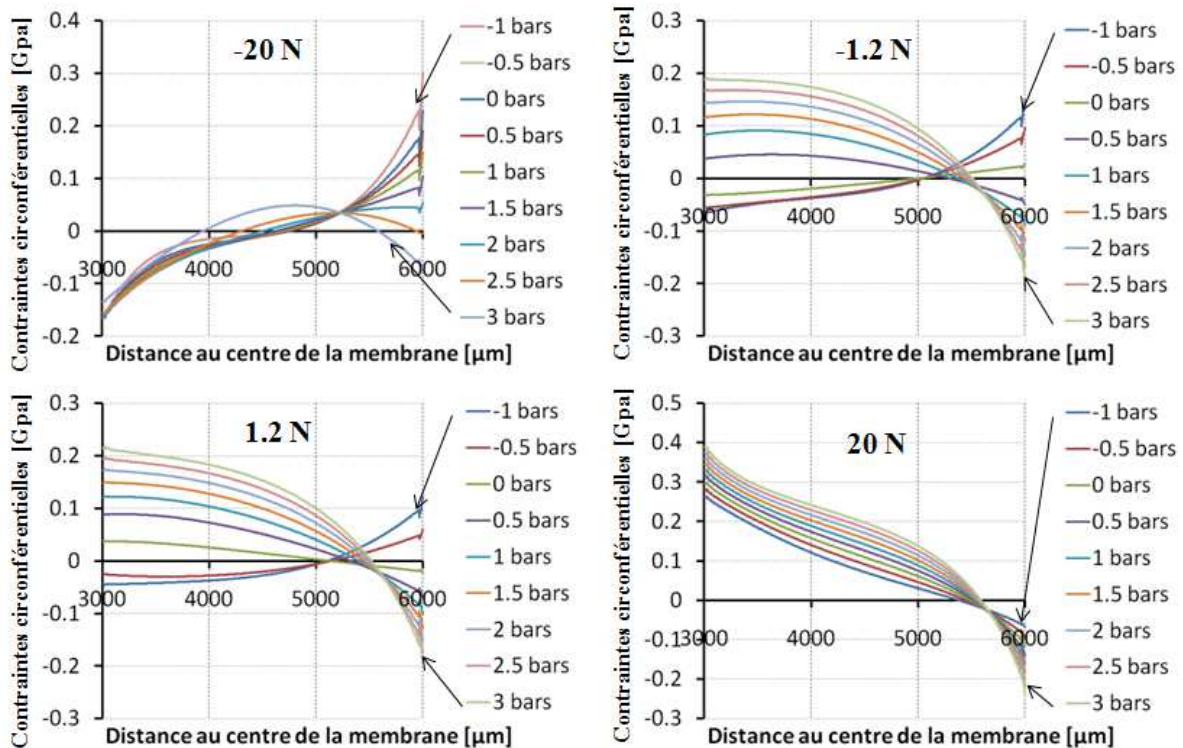 Contraintes circonférentielles [Gpa]
0.4
0.3
0.2
0.1
0
-0.1
-0.2
-20 N
3000
4000
5000
6000
Distance au centre de la membrane [µm]
-1 bars
-0.5 bars
0 bars
0.5 bars
1 bars
1.5 bars
2 bars
2.5 bars
3 bars
Contraintes circonférentielles [Gpa]
0.3
0.2
0.1
0
-0.1
-0.2
-0.3
-1.2 N
3000
4000
5000
6000
Distance au centre de la membrane [µm]
-1 bars
-0.5 bars
0 bars
0.5 bars
1 bars
1.5 bars
2 bars
2.5 bars
3 bars
Contraintes circonférentielles [Gpa]
0.3
0.2
0.1
0
-0.1
-0.2
-0.3
1.2 N
3000
4000
5000
6000
Distance au centre de la membrane [µm]
-1 bars
-0.5 bars
0 bars
0.5 bars
1 bars
1.5 bars
2 bars
2.5 bars
3 bars
Contraintes circonférentielles [Gpa]
0.5
0.4
0.3
0.2
0.1
0
-0.1
-0.2
-0.3
20 N
3000
4000
5000
6000
Distance au centre de la membrane [µm]
-1 bars
-0.5 bars
0 bars
0.5 bars
1 bars
1.5 bars
2 bars
2.5 bars
3 bars